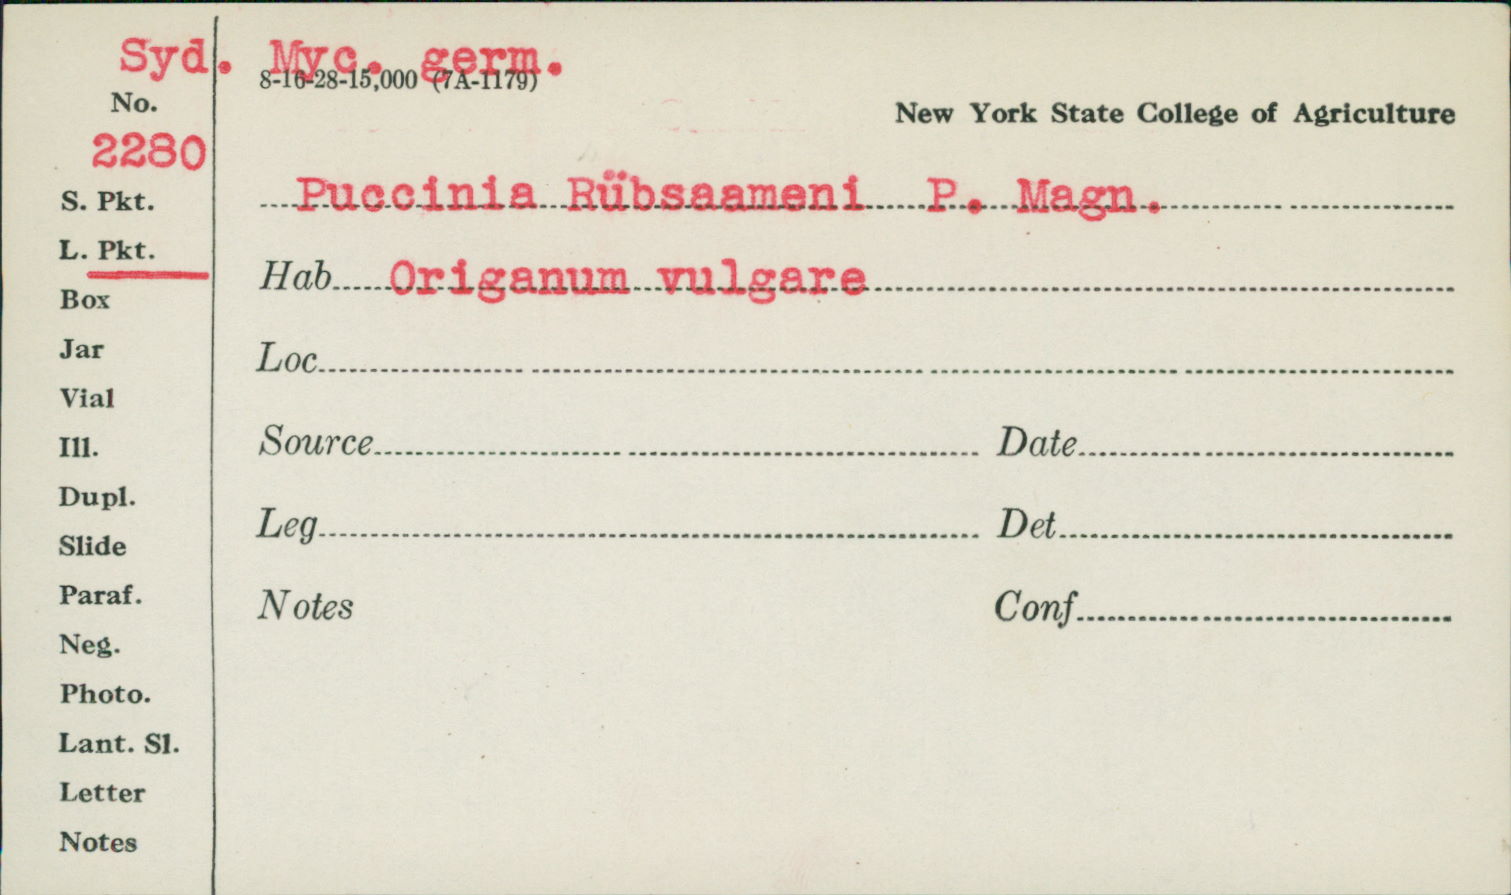 Syd. Myc. germ.
8-16-28-15,000 (7A-1179)
No.
New York State College of Agriculture
2280
S. Pkt.
Puccinia Rübsaameni P. Magn.
L. Pkt.
Hab Origanum vulgare
Box
Jar
Loc
Vial
Ill.
Source Date
Dupl.
Slide
Leg Det
Paraf.
Notes Conf
Neg.
Photo.
Lant. Sl.
Letter
Notes